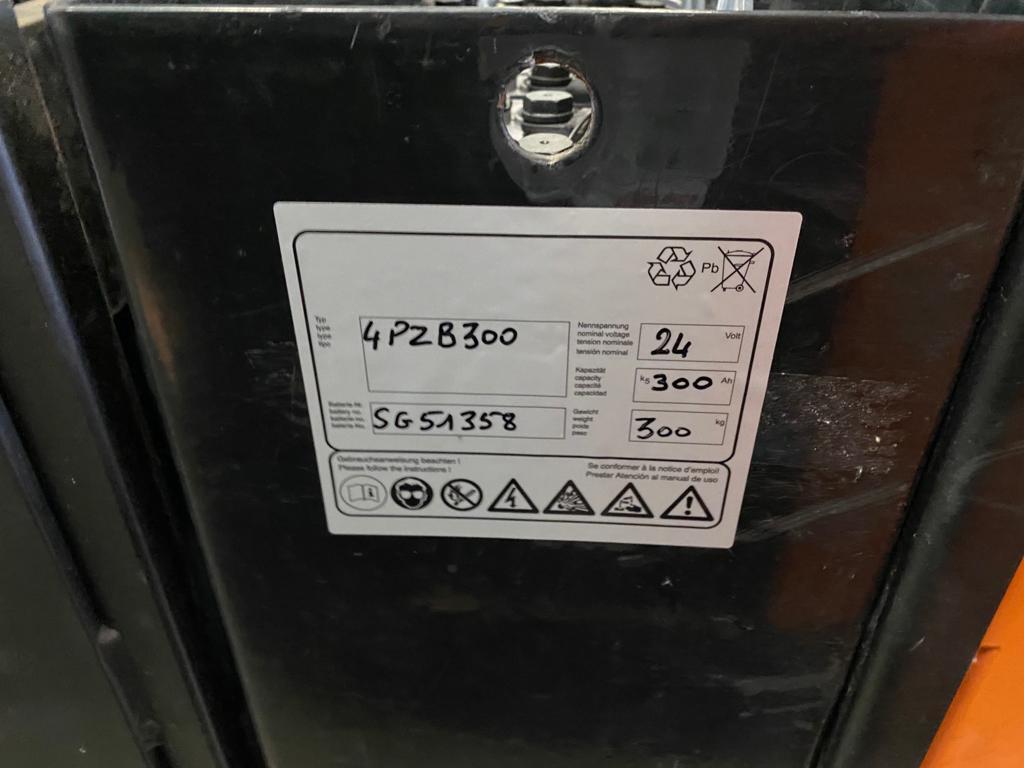 Pb
Typ
type
type
tipo
4PZB300
Nennspannung
nominal voltage
tension nominale
tensión nominal
24 Volt
Kapazität
capacity
capacité
capacidad
K5 300 Ah
Batterie-Nr.
battery no.
batterie no.
batería No.
SG51358
Gewicht
weight
poids
peso
300 kg
Gebrauchsanweisung beachten !
Please follow the instructions !
Se conformer à la notice d'emploi!
Prestar Atención al manual de uso